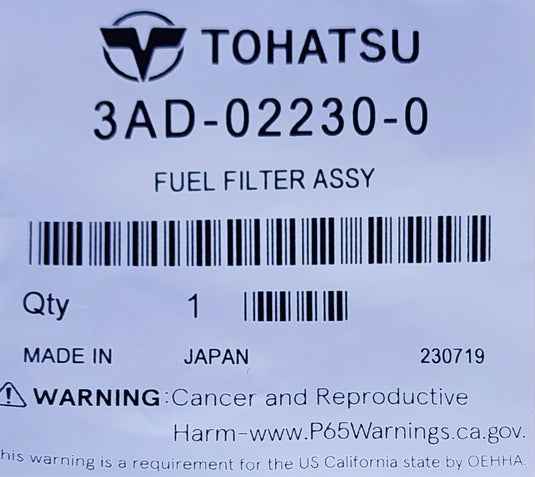 TOHATSU
3AD-02230-0
FUEL FILTER ASSY
Qty 1
MADE IN JAPAN 230719
WARNING:Cancer and Reproductive
Harm-www.P65Warnings.ca.gov.
his warning is a requirement for the US California state by OEHHA.